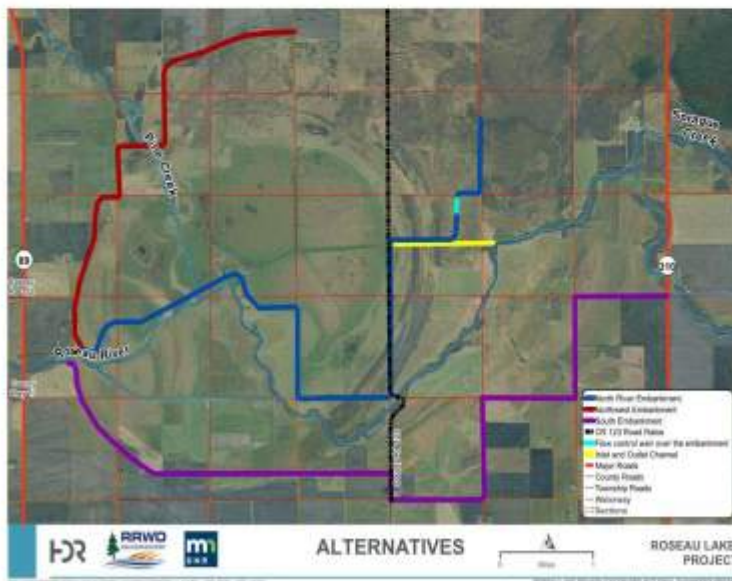 Sprague
Creek
Pine Creek
89
310
Roseau River
North River Embankment
Northwest Embankment
South Embankment
CR 123 Road Raise
Flow control weir over the embankment
Inlet and Outlet Channel
Major Roads
County Roads
Township Roads
Waterway
Sections
HDR
RRWD
ALTERNATIVES
ROSEAU LAKE
PROJECT